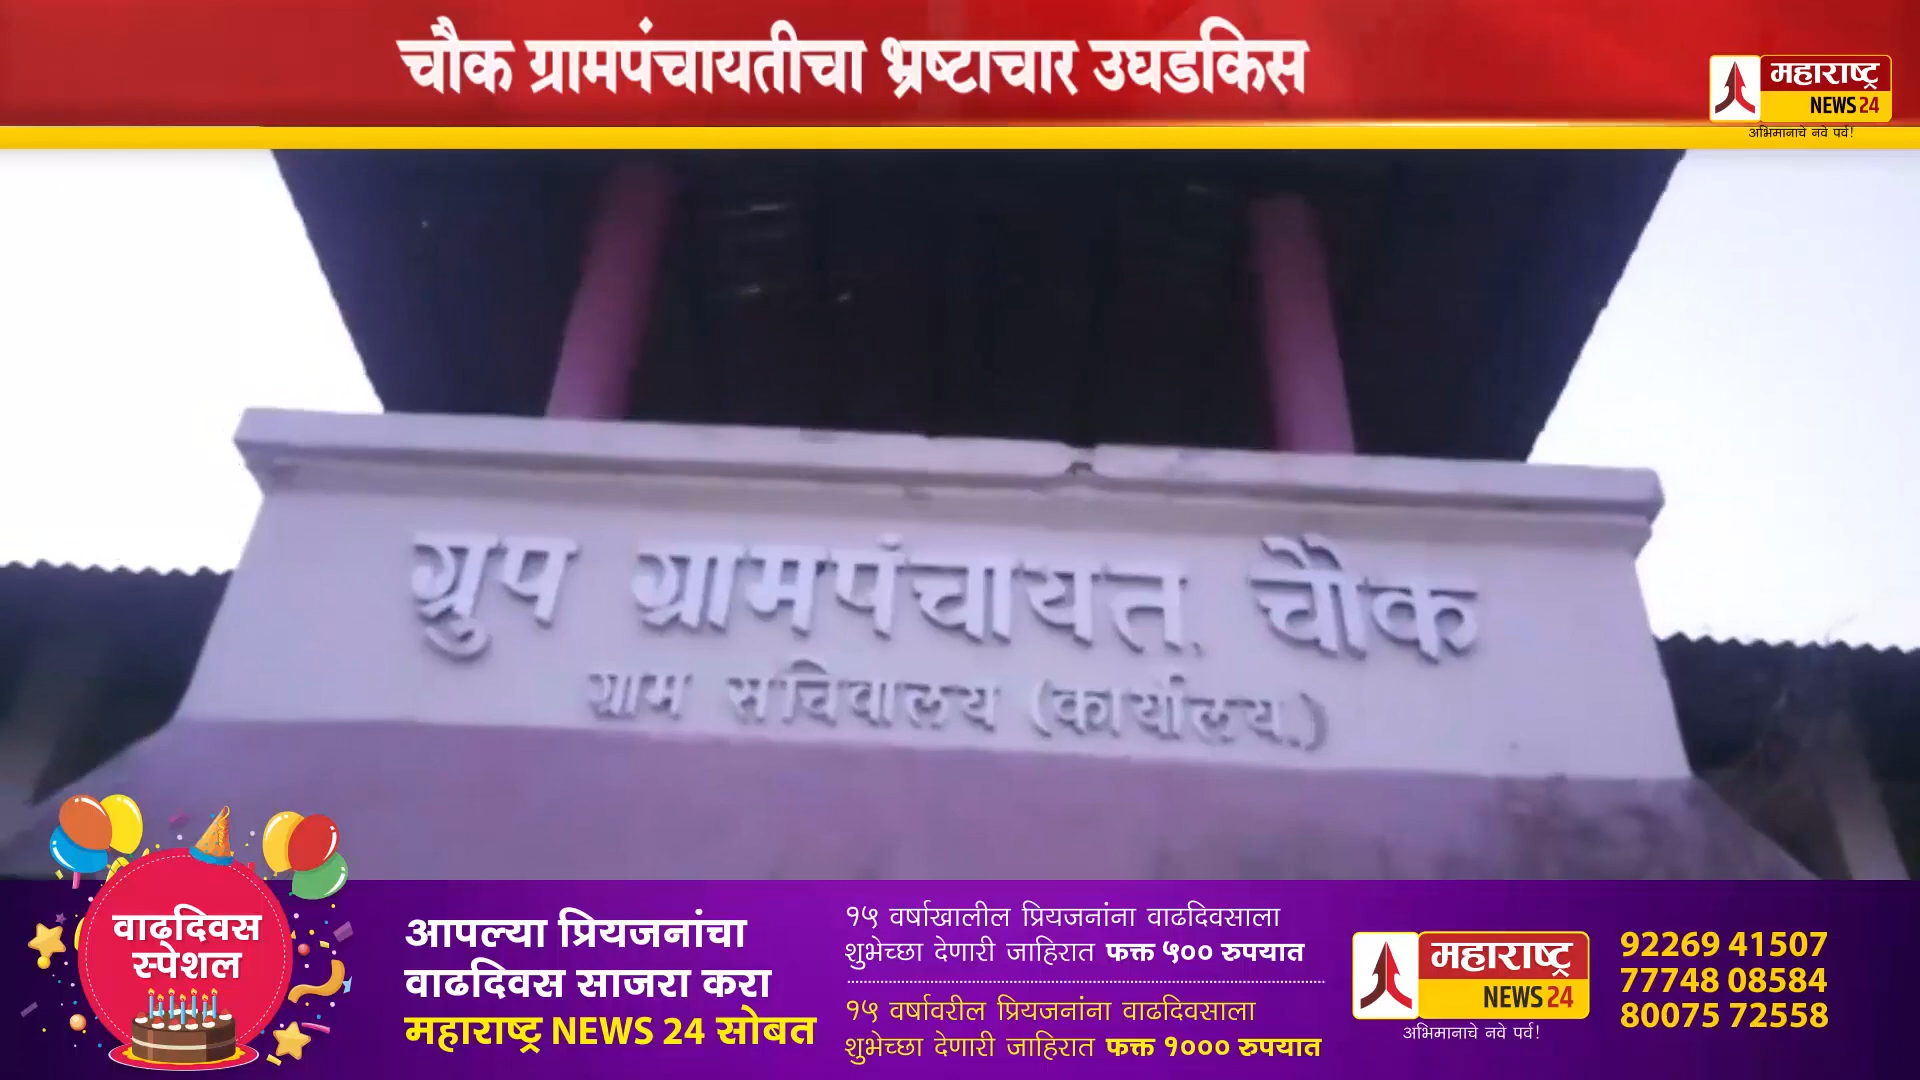 चौक ग्रामपंचायतीचा भ्रष्टाचार उघडकिस
महाराष्ट्र
NEWS 24
अभिमानाचे नवे पर्व!
ग्रुप ग्रामपंचायत, चौक
ग्राम सचिवालय (कार्यालय.)
वाढदिवस
स्पेशल
आपल्या प्रियजनांचा
वाढदिवस साजरा करा
महाराष्ट्र NEWS 24 सोबत
१५ वर्षाखालील प्रियजनांना वाढदिवसाला
शुभेच्छा देणारी जाहिरात फक्त ५०० रुपयात
१५ वर्षावरील प्रियजनांना वाढदिवसाला
शुभेच्छा देणारी जाहिरात फक्त १००० रुपयात
महाराष्ट्र
NEWS 24
अभिमानाचे नवे पर्व!
92269 41507
77748 08584
80075 72558